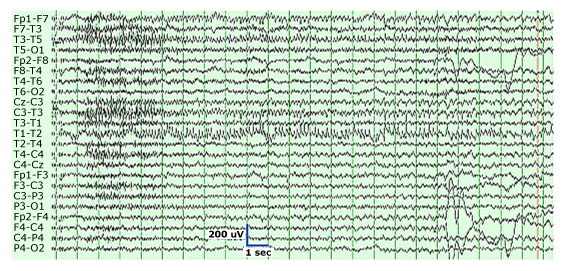 Fp1-F7
F7-T3
T3-T5
T5-O1
Fp2-F8
F8-T4
T4-T6
T6-O2
Cz-C3
C3-T3
T3-T1
T1-T2
T2-T4
T4-C4
C4-Cz
Fp1-F3
F3-C3
C3-P3
P3-O1
Fp2-F4
F4-C4
C4-P4
P4-O2
200 uV
1 sec